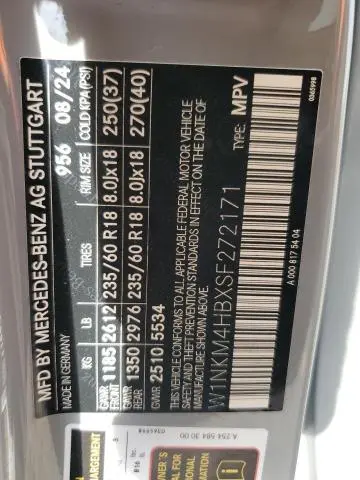 MFD BY MERCEDES-BENZ AG STUTTGART
MADE IN GERMANY 956 08/24
KG LB TIRES RIM SIZE COLD KPA/(PSI)
GAWR FRONT 1185 2612 235/60 R18 8.0Jx18 250(37)
GAWR REAR 1350 2976 235/60 R18 8.0Jx18 270(40)
GVWR 2510 5534
THIS VEHICLE CONFORMS TO ALL APPLICABLE FEDERAL MOTOR VEHICLE
SAFETY AND THEFT PREVENTION STANDARDS IN EFFECT ON THE DATE OF
MANUFACTURE SHOWN ABOVE.
W1NKM4HBXSF272171 TYPE: MPV
A 000 817 54 04
0365998
A 254 584 30 00